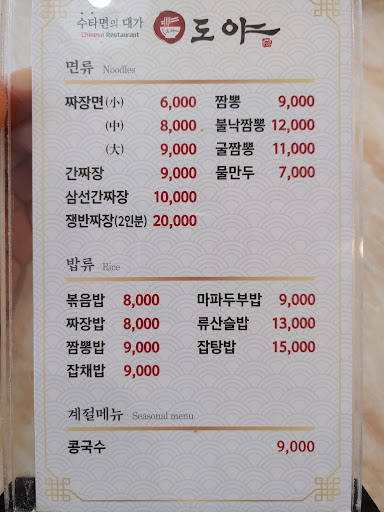 수타면의 대가
Chinese Restaurant
도야
도야
면류 Noodles
짜장면(小) 6,000
(中) 8,000
(大) 9,000
간짜장 9,000
삼선간짜장 10,000
쟁반짜장(2인분) 20,000
짬뽕 9,000
불낙짬뽕 12,000
굴짬뽕 11,000
물만두 7,000
밥류 Rice
볶음밥 8,000
짜장밥 8,000
짬뽕밥 9,000
잡채밥 9,000
마파두부밥 9,000
류산슬밥 13,000
잡탕밥 15,000
계절메뉴 Seasonal menu
콩국수 9,000